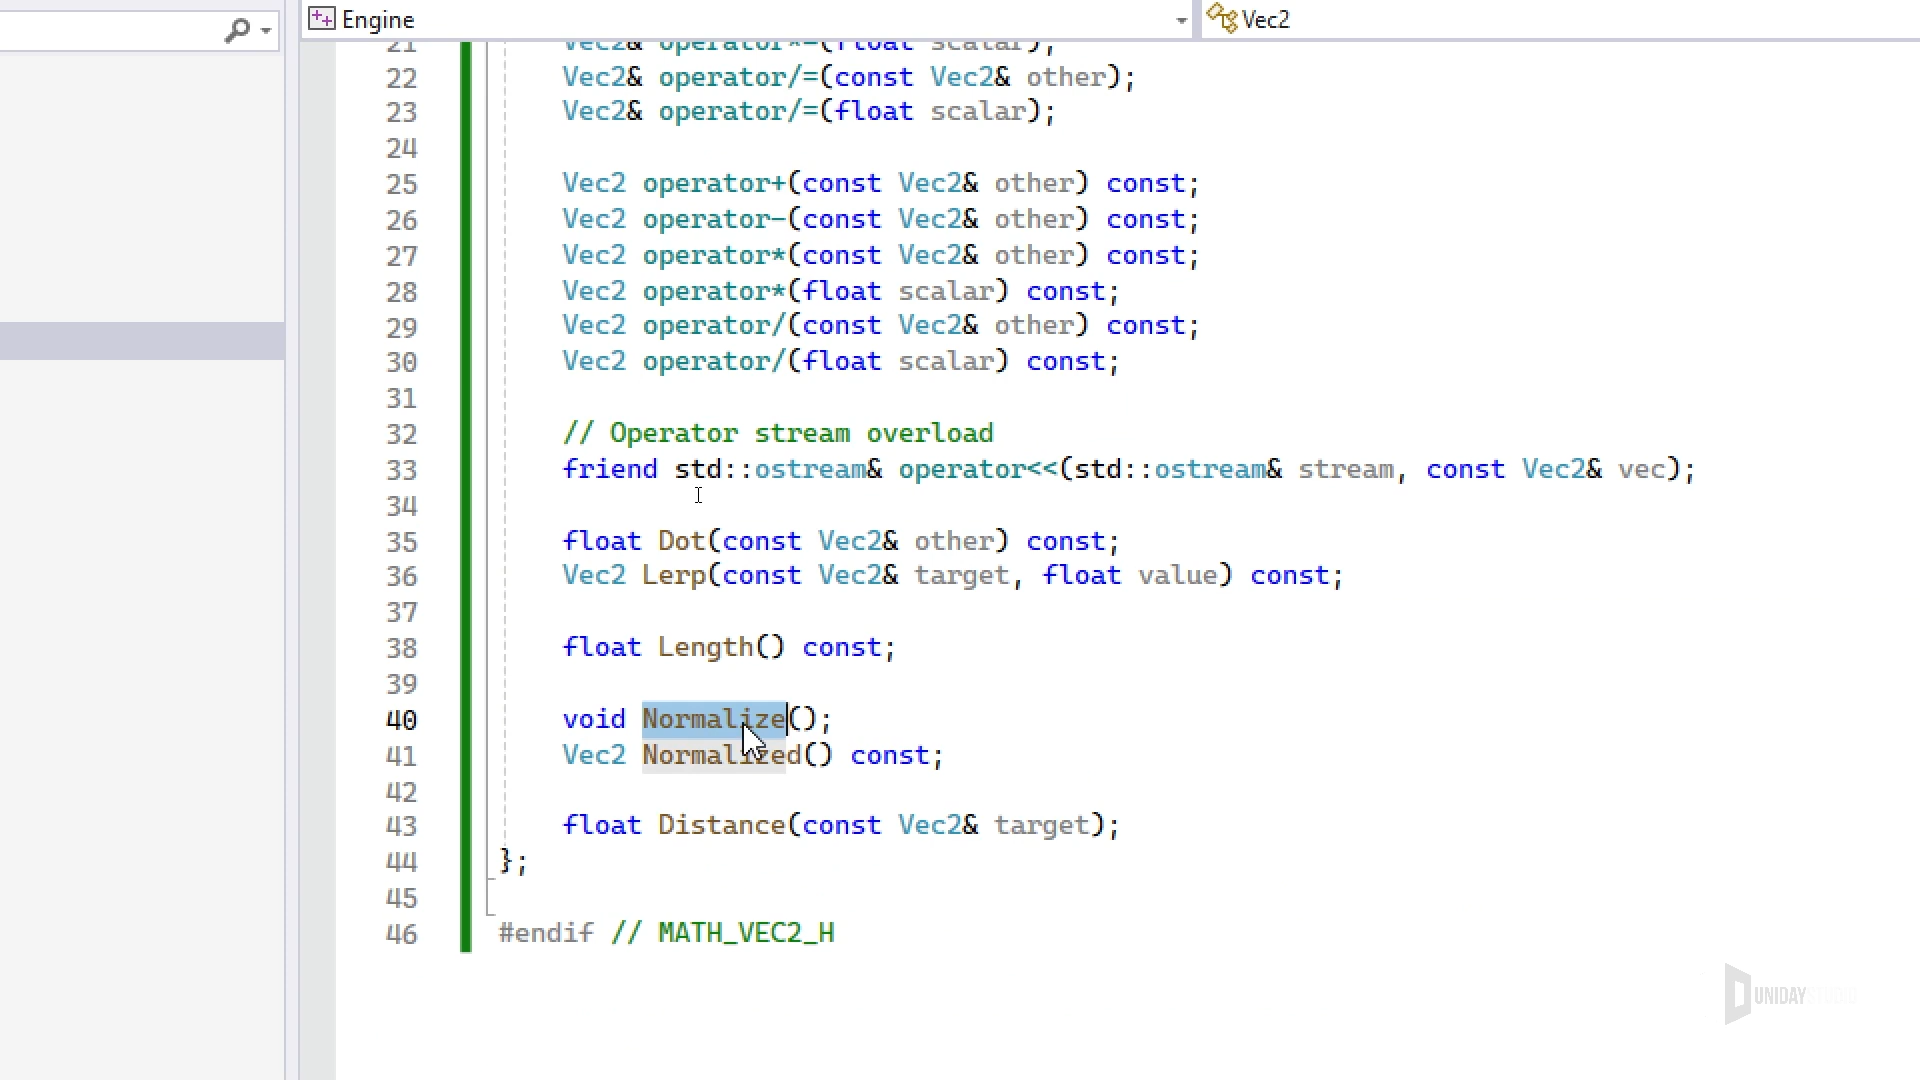 Engine
Vec2
21 Vec2& operator*=(float scalar);
22 Vec2& operator/=(const Vec2& other);
23 Vec2& operator/=(float scalar);
24
25 Vec2 operator+(const Vec2& other) const;
26 Vec2 operator-(const Vec2& other) const;
27 Vec2 operator*(const Vec2& other) const;
28 Vec2 operator*(float scalar) const;
29 Vec2 operator/(const Vec2& other) const;
30 Vec2 operator/(float scalar) const;
31
32 // Operator stream overload
33 friend std::ostream& operator<<(std::ostream& stream, const Vec2& vec);
34
35 float Dot(const Vec2& other) const;
36 Vec2 Lerp(const Vec2& target, float value) const;
37
38 float Length() const;
39
40 void Normalize();
41 Vec2 Normalized() const;
42
43 float Distance(const Vec2& target);
44 };
45
46 #endif // MATH_VEC2_H
UNIDAY STUDIO